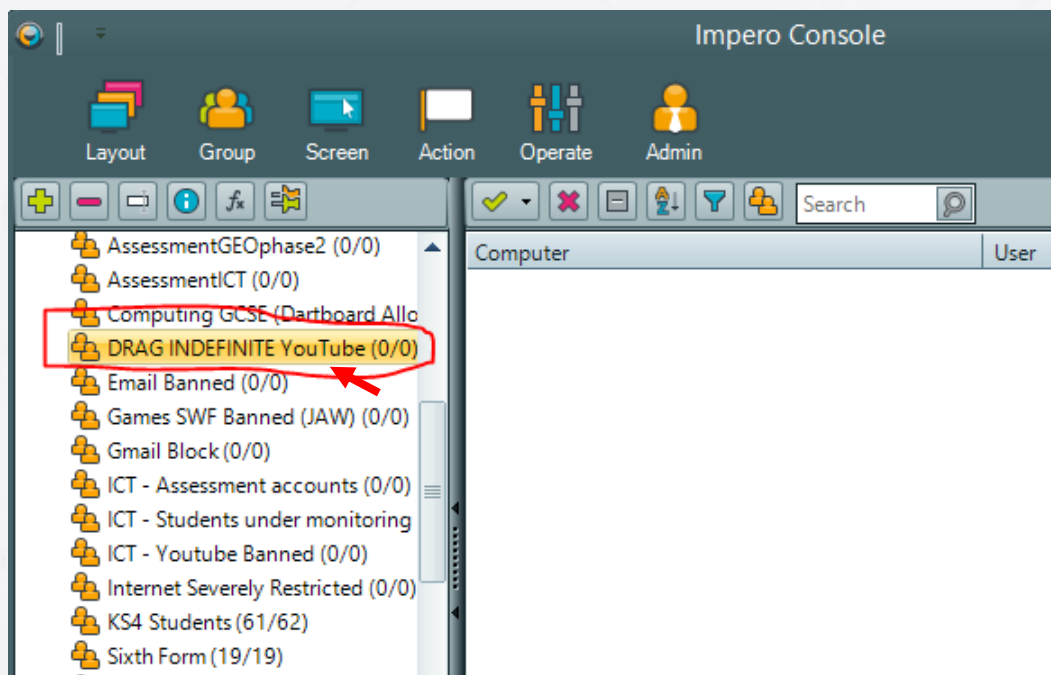 Impero Console
Layout
Group
Screen
Action
Operate
Admin
fx
A
Z
Search
AssessmentGEOphase2 (0/0)
AssessmentICT (0/0)
Computing GCSE (Dartboard Allo
DRAG INDEFINITE YouTube (0/0)
Email Banned (0/0)
Games SWF Banned (JAW) (0/0)
Gmail Block (0/0)
ICT - Assessment accounts (0/0)
ICT - Students under monitoring
ICT - Youtube Banned (0/0)
Internet Severely Restricted (0/0)
KS4 Students (61/62)
Sixth Form (19/19)
Computer
User